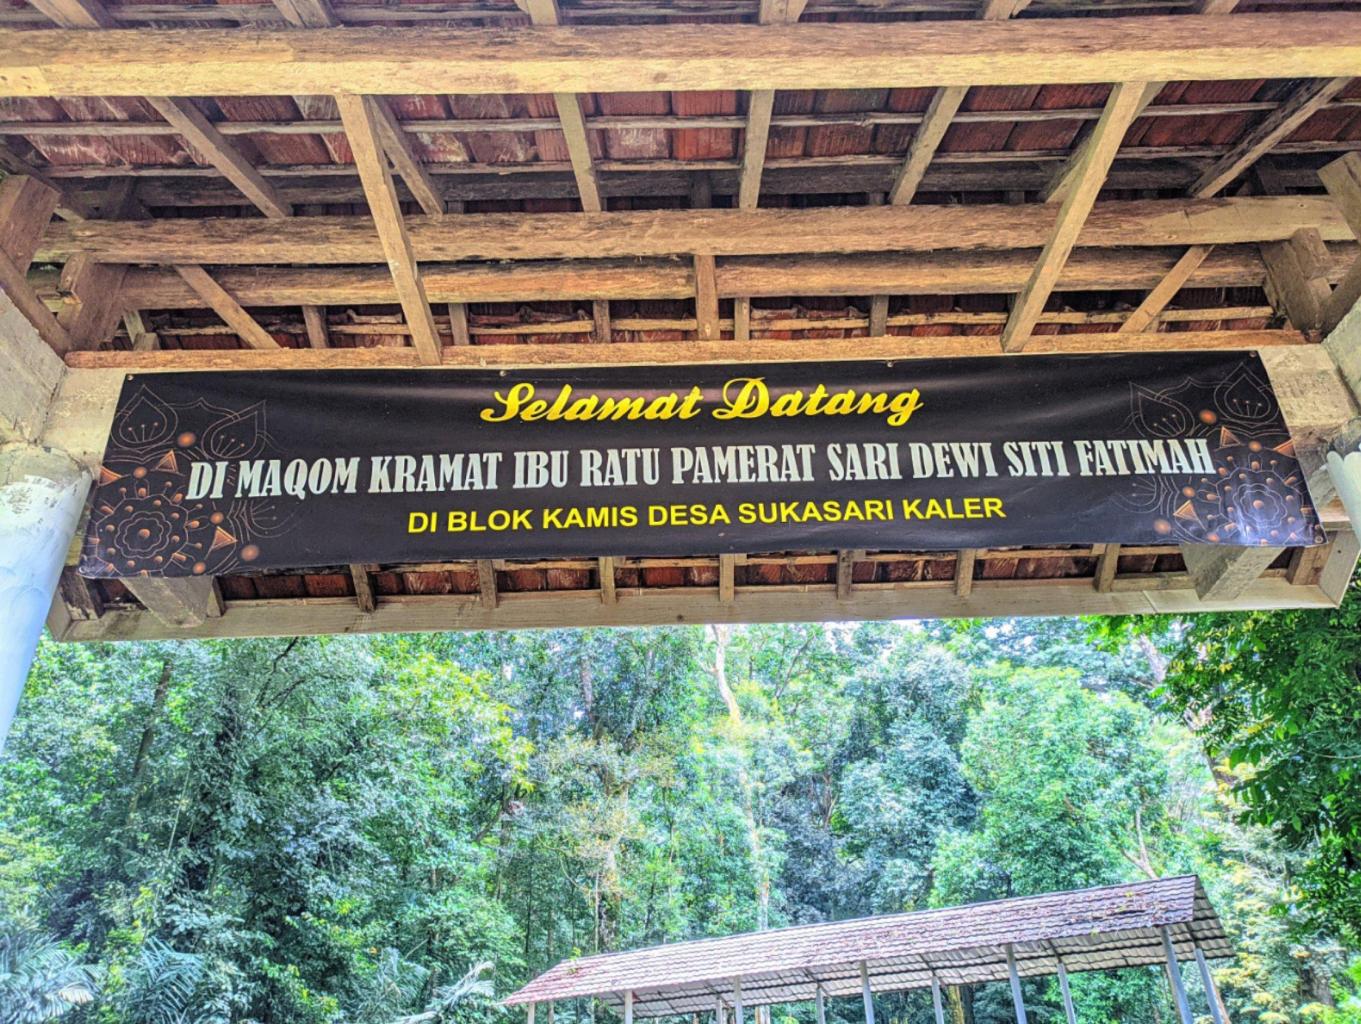 Selamat Datang
DI MAQOM KRAMAT IBU RATU PAMERAT SARI DEWI SITI FATIMAH
DI BLOK KAMIS DESA SUKASARI KALER